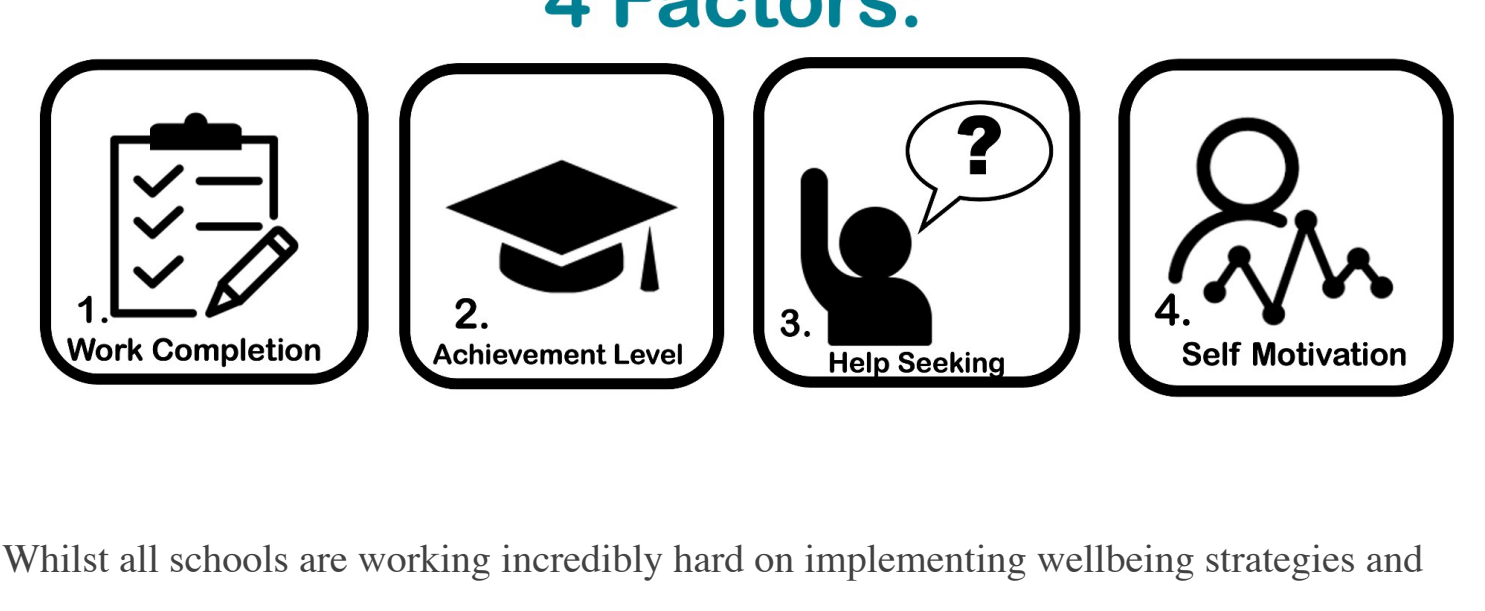 4 Factors.
?
1.
Work Completion
2.
Achievement Level
3.
Help Seeking
4.
Self Motivation
Whilst all schools are working incredibly hard on implementing wellbeing strategies and